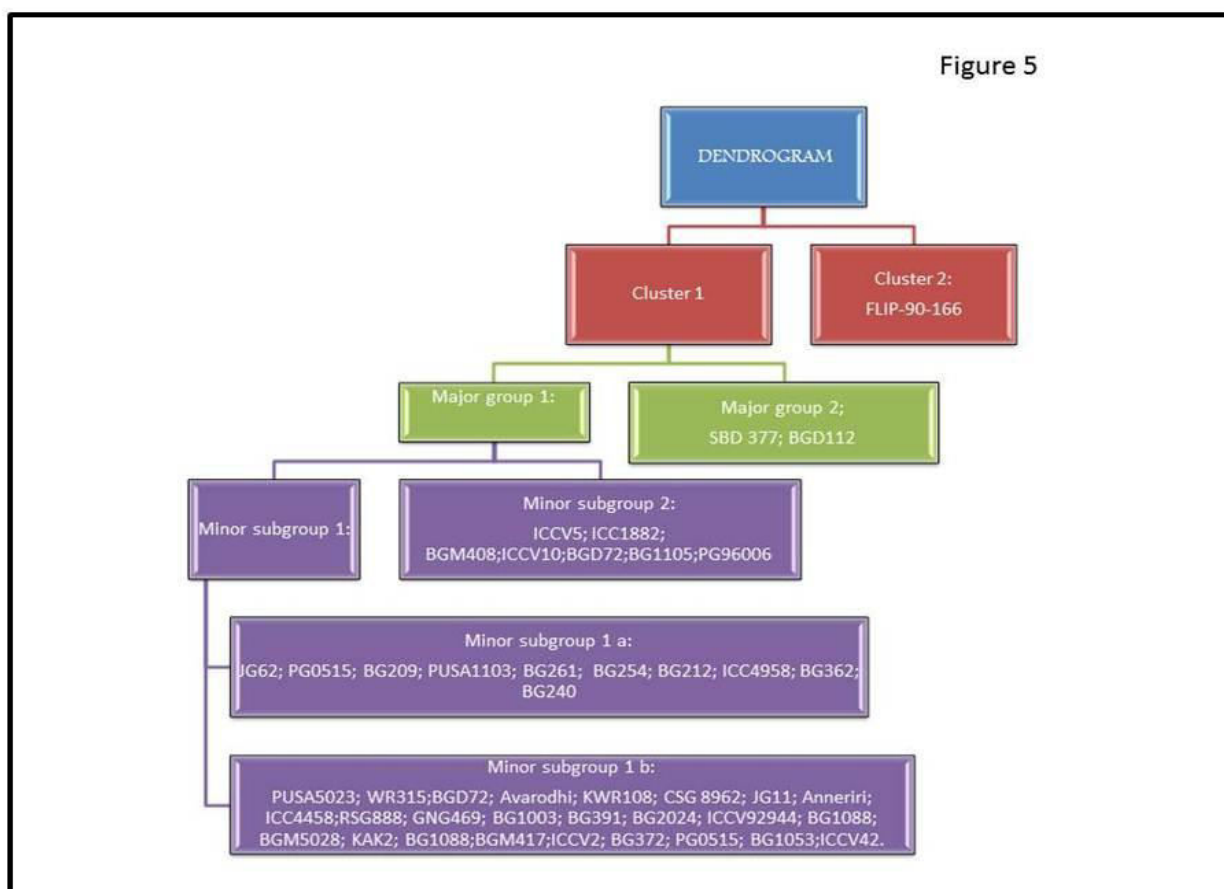 Figure 5
DENDROGRAM
Cluster 1
Cluster 2:
FLIP-90-166
Major group 1:
Major group 2;
SBD 377; BGD112
Minor subgroup 1:
Minor subgroup 2:
ICCV5; ICC1882;
BGM408;ICCV10;BGD72;BG1105;PG96006
Minor subgroup 1 a:
JG62; PG0515; BG209; PUSA1103; BG261; BG254; BG212; ICC4958; BG362;
BG240
Minor subgroup 1 b:
PUSA5023; WR315;BGD72; Avarodhi; KWR108; CSG 8962; JG11; Anneriri;
ICC4458;RSG888; GNG469; BG1003; BG391; BG2024; ICCV92944; BG1088;
BGM5028; KAK2; BG1088;BGM417;ICCV2; BG372; PG0515; BG1053;ICCV42.